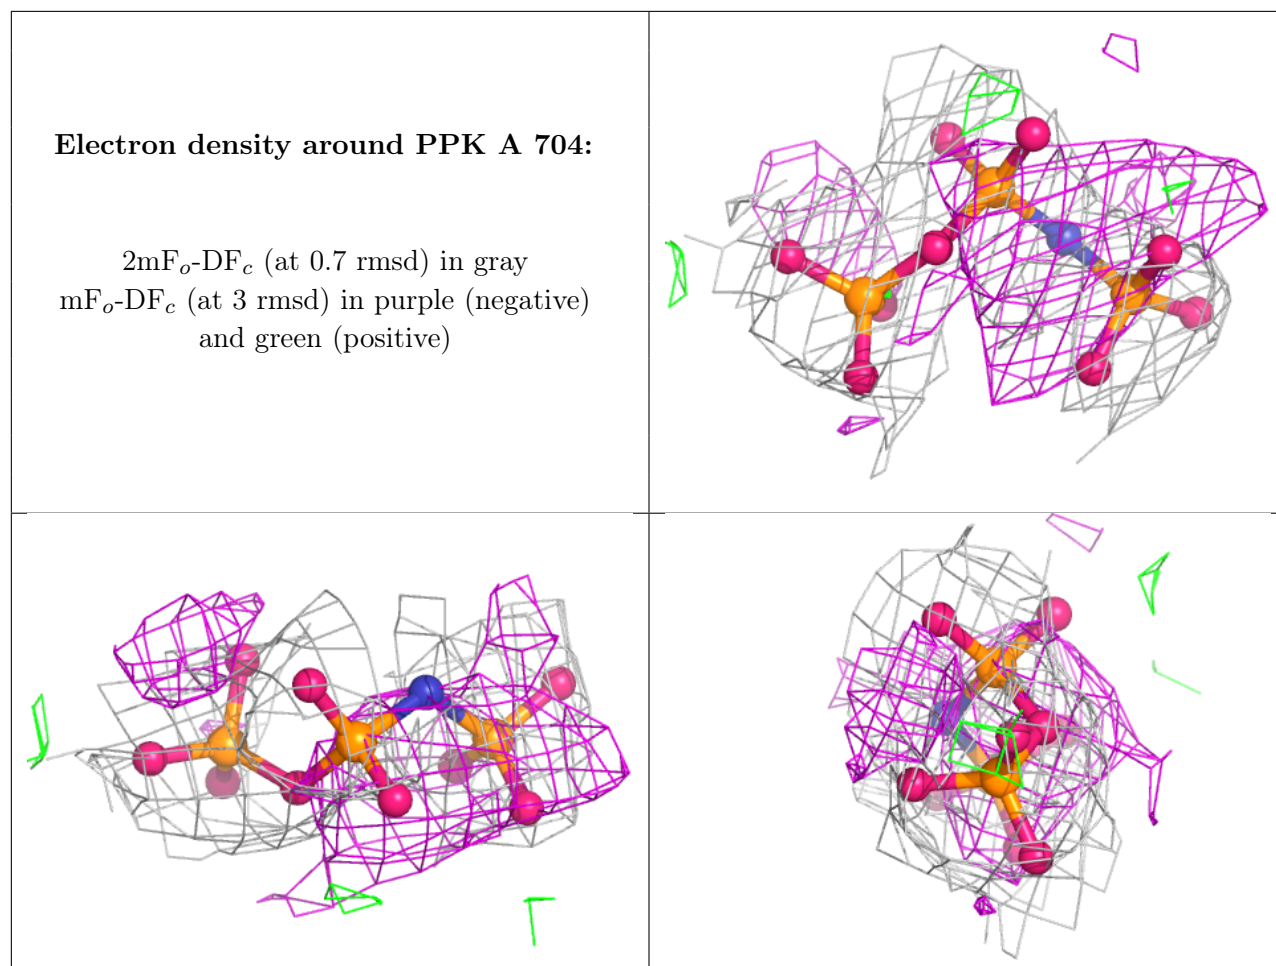 Electron density around PPK A 704:
2mFo-DFc (at 0.7 rmsd) in gray
mFo-DFc (at 3 rmsd) in purple (negative)
and green (positive)